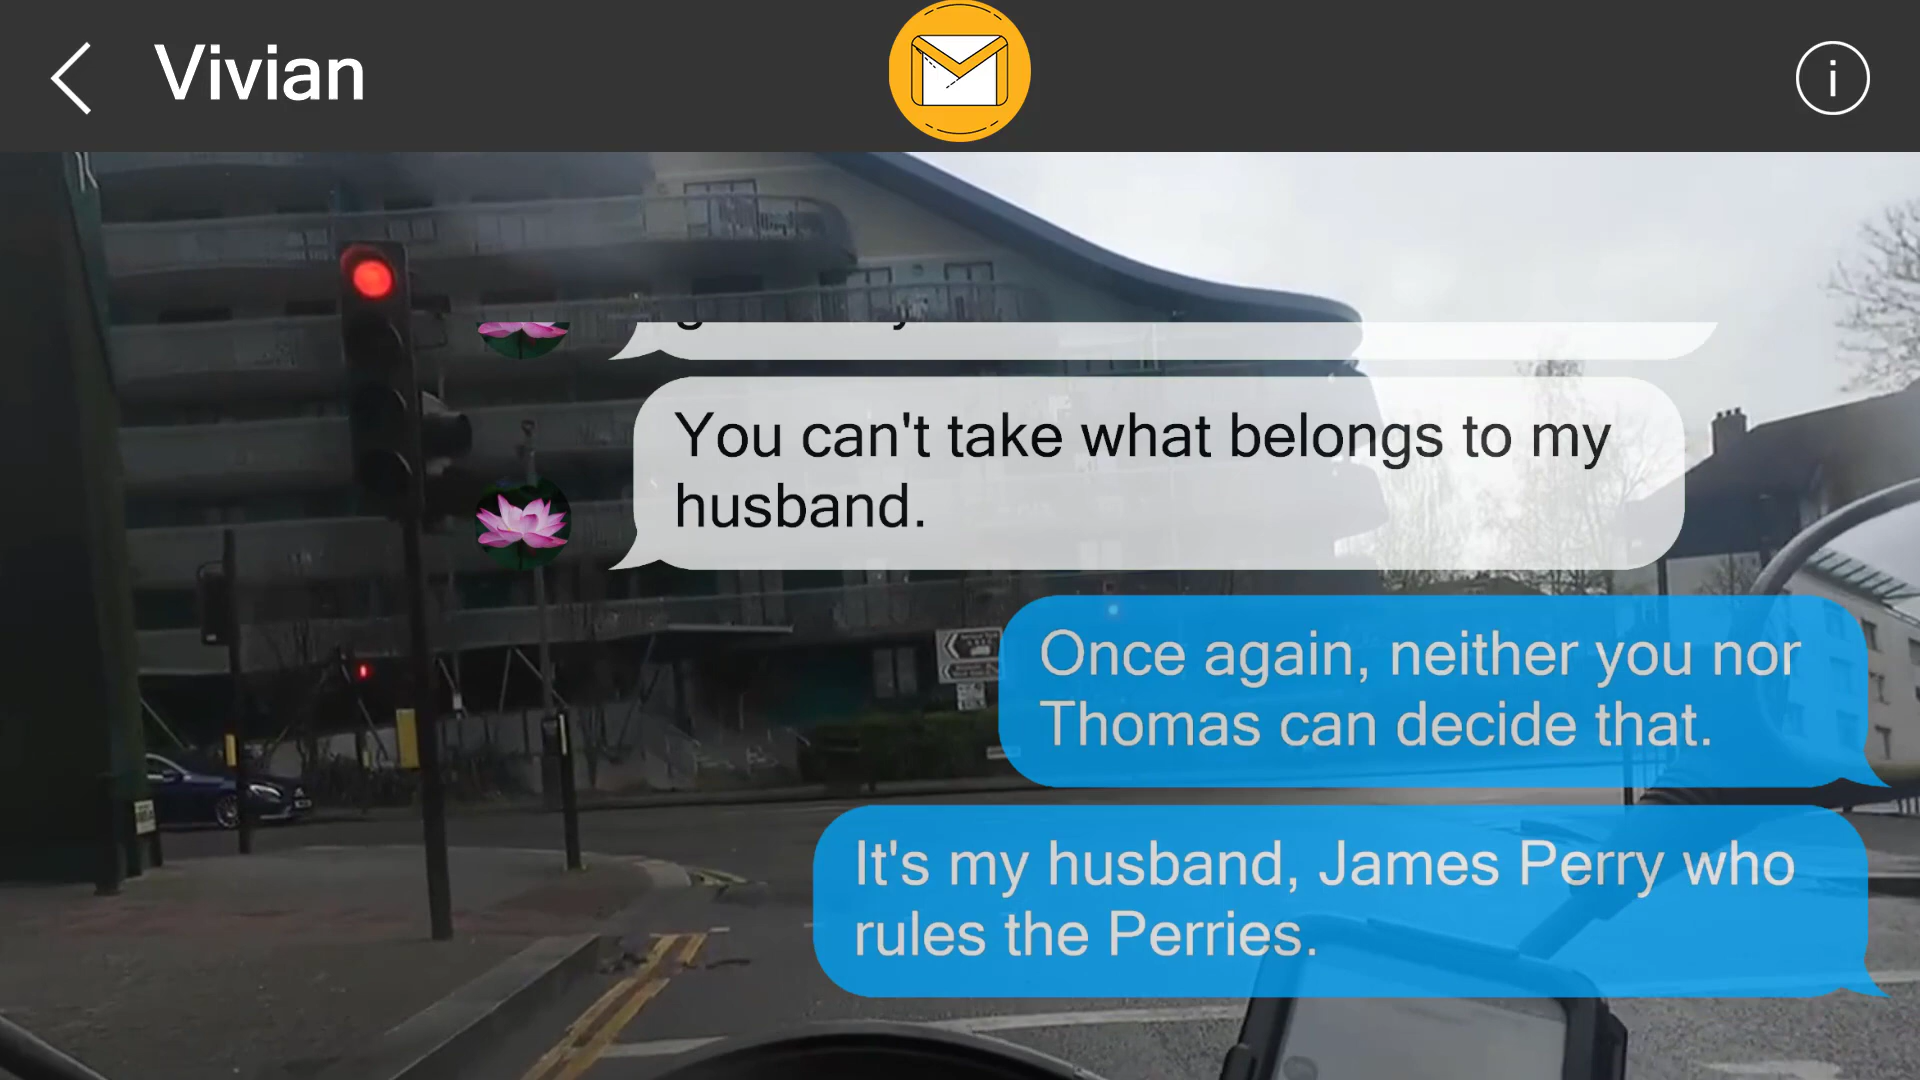 Vivian
You can't take what belongs to my
husband.
Once again, neither you nor
Thomas can decide that.
It's my husband, James Perry who
rules the Perries.